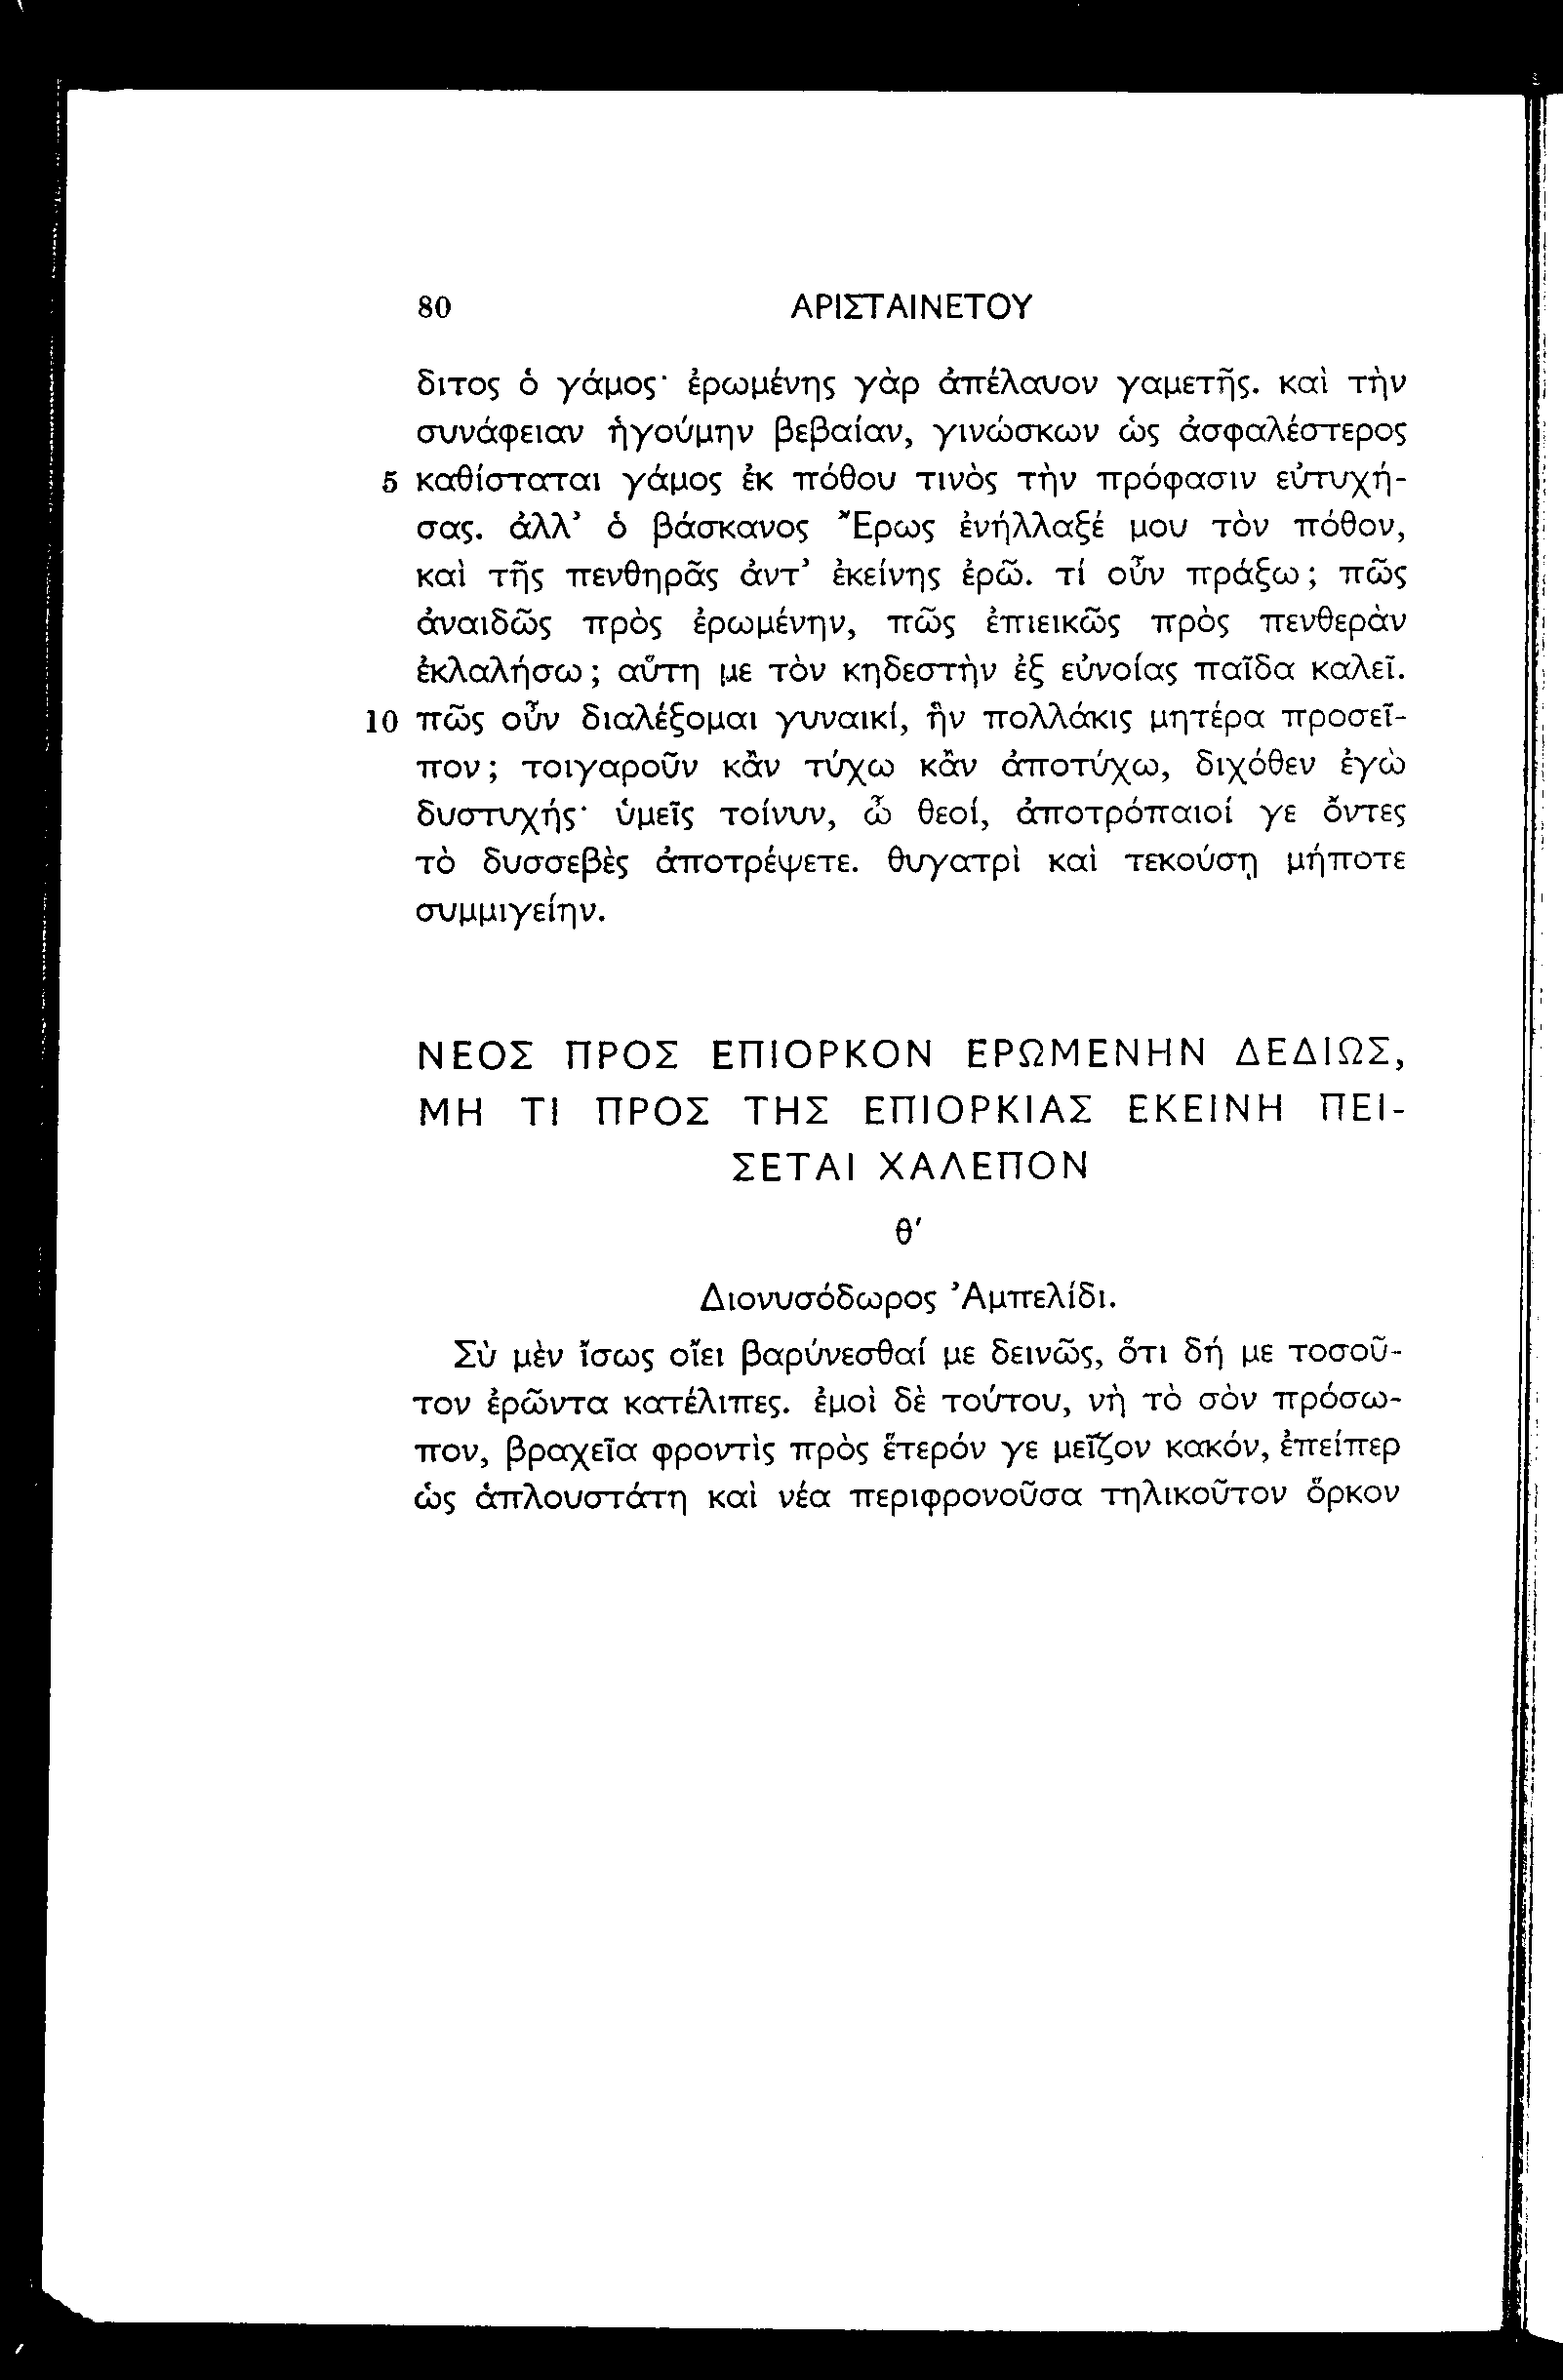 80 ΑΡΙΣΤΑΙΝΕΤΟΥ
διτος ὁ γάμος· ἐρωμένης γὰρ ἀπέλαυον γαμετῆς. καὶ τὴν
συνάφειαν ἡγούμην βεβαίαν, γινώσκων ὡς ἀσφαλέστερος
5 καθίσταται γάμος ἐκ πόθου τινὸς τὴν πρόφασιν εὐτυχή-
σας. ἀλλ’ ὁ βάσκανος Ἔρως ἐνήλλαξέ μου τὸν πόθον,
καὶ τῆς πενθηρᾶς ἀντ’ ἐκείνης ἐρῶ. τί οὖν πράξω; πῶς
ἀναιδῶς πρὸς ἐρωμένην, πῶς ἐπιεικῶς πρὸς πενθερὰν
ἐκλαλήσω; αὕτη με τὸν κηδεστὴν ἐξ εὐνοίας παῖδα καλεῖ.
10 πῶς οὖν διαλέξομαι γυναικί, ἣν πολλάκις μητέρα προσεῖ-
πον; τοιγαροῦν κἂν τύχω κἂν ἀποτύχω, διχόθεν ἐγὼ
δυστυχής· ὑμεῖς τοίνυν, ὦ θεοί, ἀποτρόπαιοί γε ὄντες
τὸ δυσσεβὲς ἀποτρέψετε. θυγατρὶ καὶ τεκούσῃ μήποτε
συμμιγείην.
ΝΕΟΣ ΠΡΟΣ ΕΠΙΟΡΚΟΝ ΕΡΩΜΕΝΗΝ ΔΕΔΙΩΣ,
ΜΗ ΤΙ ΠΡΟΣ ΤΗΣ ΕΠΙΟΡΚΙΑΣ ΕΚΕΙΝΗ ΠΕΙ-
ΣΕΤΑΙ ΧΑΛΕΠΟΝ
θʹ
Διονυσόδωρος Ἀμπελίδι.
Σὺ μὲν ἴσως οἴει βαρύνεσθαί με δεινῶς, ὅτι δή με τοσοῦ-
τον ἐρῶντα κατέλιπες. ἐμοὶ δὲ τούτου, νὴ τὸ σὸν πρόσω-
πον, βραχεῖα φροντὶς πρὸς ἕτερόν γε μεῖζον κακόν, ἐπείπερ
ὡς ἁπλουστάτη καὶ νέα περιφρονοῦσα τηλικοῦτον ὅρκον